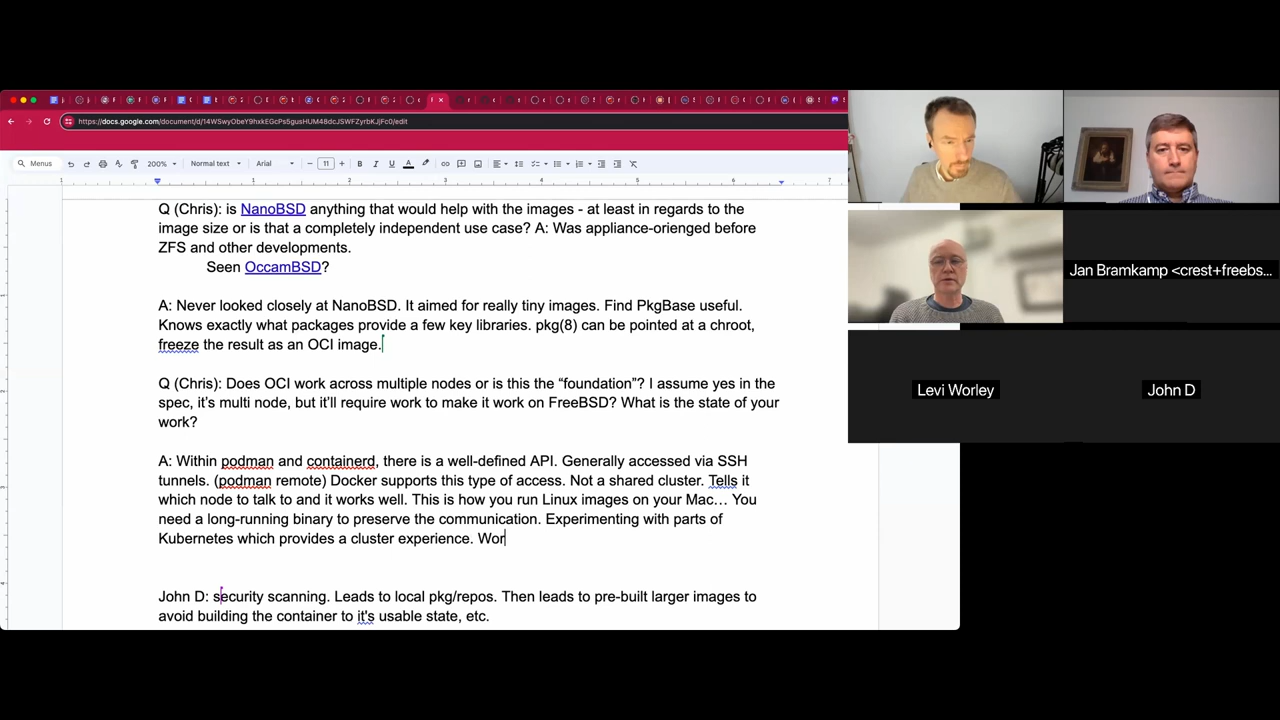 https://docs.google.com/document/d/14WSwyObeY9hxkEGcPs5gusHUM48dcJSWFZyrbKJjFc0/edit
Menus 200% Normal text Arial 11
1 1 2 3 4 5 6 7
Q (Chris): is NanoBSD anything that would help with the images - at least in regards to the
image size or is that a completely independent use case? A: Was appliance-orienged before
ZFS and other developments.
Seen OccamBSD?
A: Never looked closely at NanoBSD. It aimed for really tiny images. Find PkgBase useful.
Knows exactly what packages provide a few key libraries. pkg(8) can be pointed at a chroot,
freeze the result as an OCI image.
Q (Chris): Does OCI work across multiple nodes or is this the “foundation”? I assume yes in the
spec, it’s multi node, but it’ll require work to make it work on FreeBSD? What is the state of your
work?
A: Within podman and containerd, there is a well-defined API. Generally accessed via SSH
tunnels. (podman remote) Docker supports this type of access. Not a shared cluster. Tells it
which node to talk to and it works well. This is how you run Linux images on your Mac… You
need a long-running binary to preserve the communication. Experimenting with parts of
Kubernetes which provides a cluster experience. Wor
John D: security scanning. Leads to local pkg/repos. Then leads to pre-built larger images to
avoid building the container to it's usable state, etc.
Jan Bramkamp <crest+freebs...
Levi Worley
John D